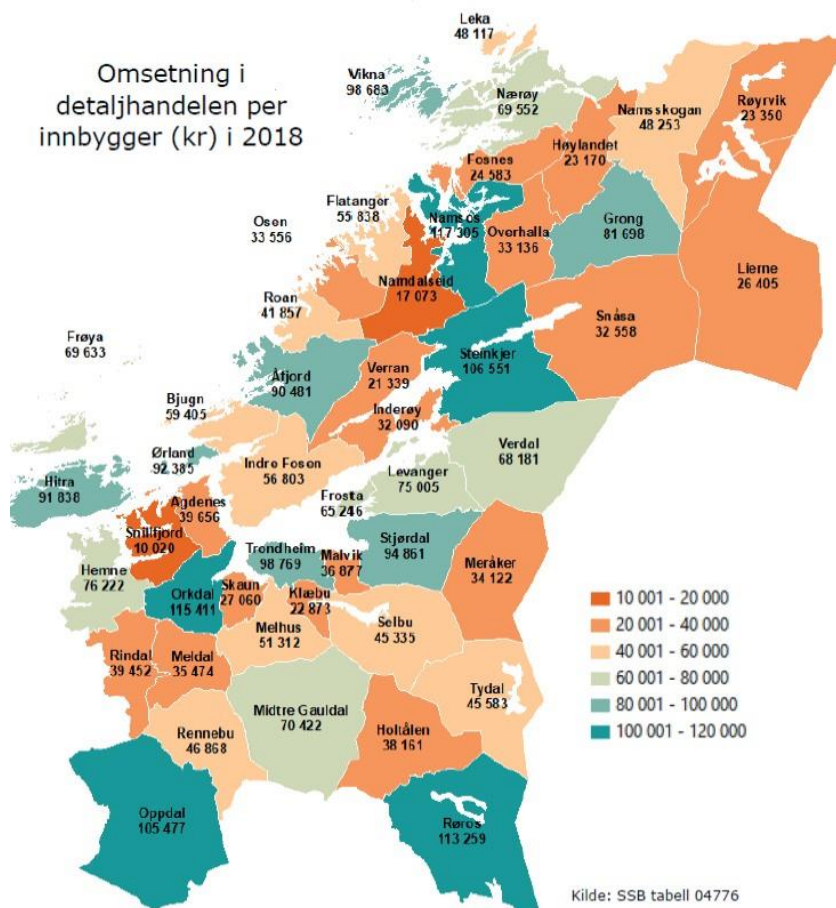 Omsetning i
detaljhandelen per
innbygger (kr) i 2018
Leka
48 117
Vikna
98 683
Nærøy
69 552
Namsskogan
48 253
Røyrvik
23 350
Høylandet
23 170
Fosnes
24 583
Flatanger
55 838
Namsos
117 305
Overhalla
33 136
Grong
81 698
Osen
33 556
Lierne
26 405
Namdalseid
17 073
Roan
41 857
Snåsa
32 558
Frøya
69 633
Steinkjer
106 551
Åfjord
90 481
Verran
21 339
Bjugn
59 405
Inderøy
32 090
Verdal
68 181
Ørland
92 385
Indre Fosen
56 803
Levanger
75 005
Hitra
91 838
Agdenes
39 656
Frosta
65 246
Snillfjord
10 020
Trondheim
98 769
Malvik
36 877
Stjørdal
94 861
Meråker
34 122
Hemne
76 222
Orkdal
115 411
Skaun
27 060
Klæbu
22 873
Melhus
51 312
Selbu
45 335
Rindal
39 452
Meldal
35 474
Tydal
45 583
Midtre Gauldal
70 422
Holtålen
38 161
Rennebu
46 868
Oppdal
105 477
Røros
113 259
10 001 - 20 000
20 001 - 40 000
40 001 - 60 000
60 001 - 80 000
80 001 - 100 000
100 001 - 120 000
Kilde: SSB tabell 04776